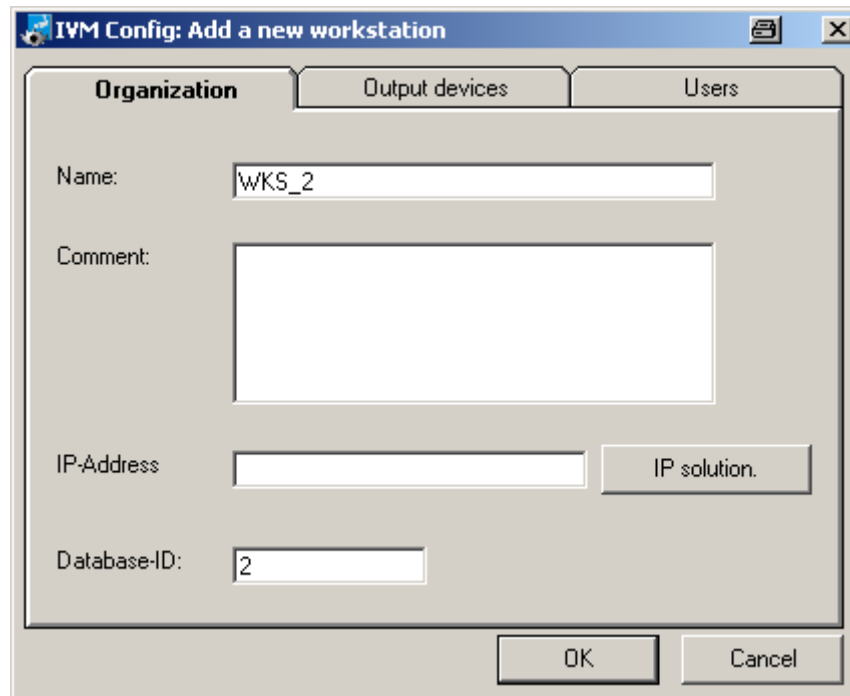 IVM Config: Add a new workstation
Organization
Output devices
Users
Name:
WKS_2
Comment:
IP-Address
IP solution.
Database-ID:
2
OK
Cancel